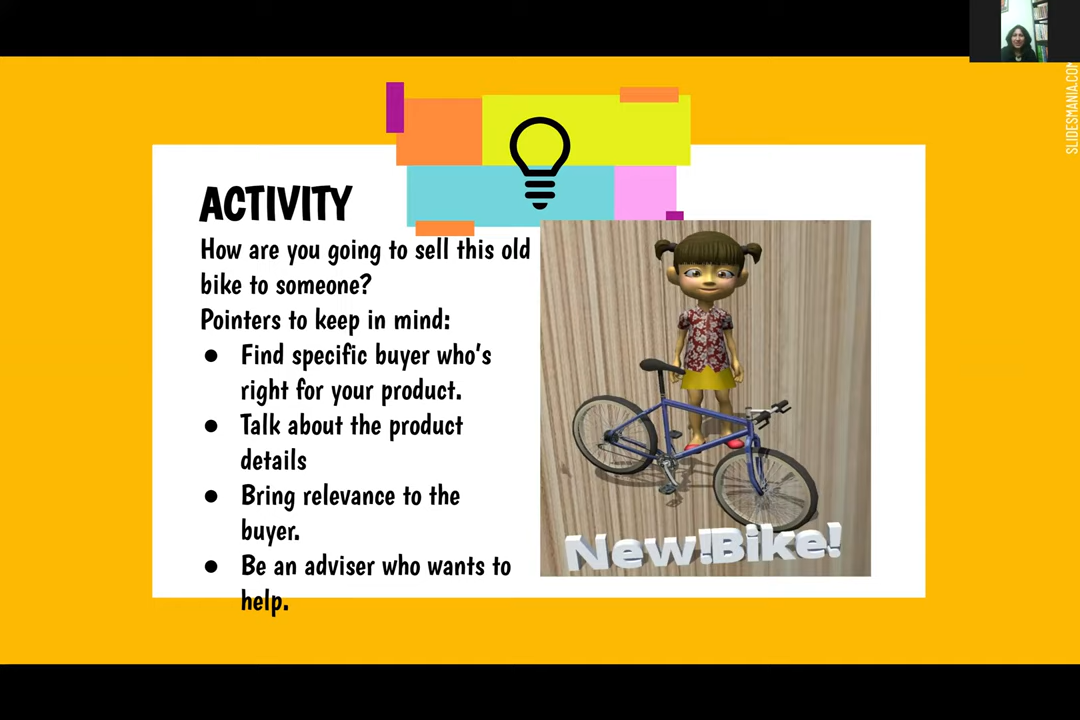 SLIDESMANIA.COM
ACTIVITY
How are you going to sell this old
bike to someone?
Pointers to keep in mind:
● Find specific buyer who's
right for your product.
● Talk about the product
details
● Bring relevance to the
buyer.
● Be an adviser who wants to
help.
New!Bike!